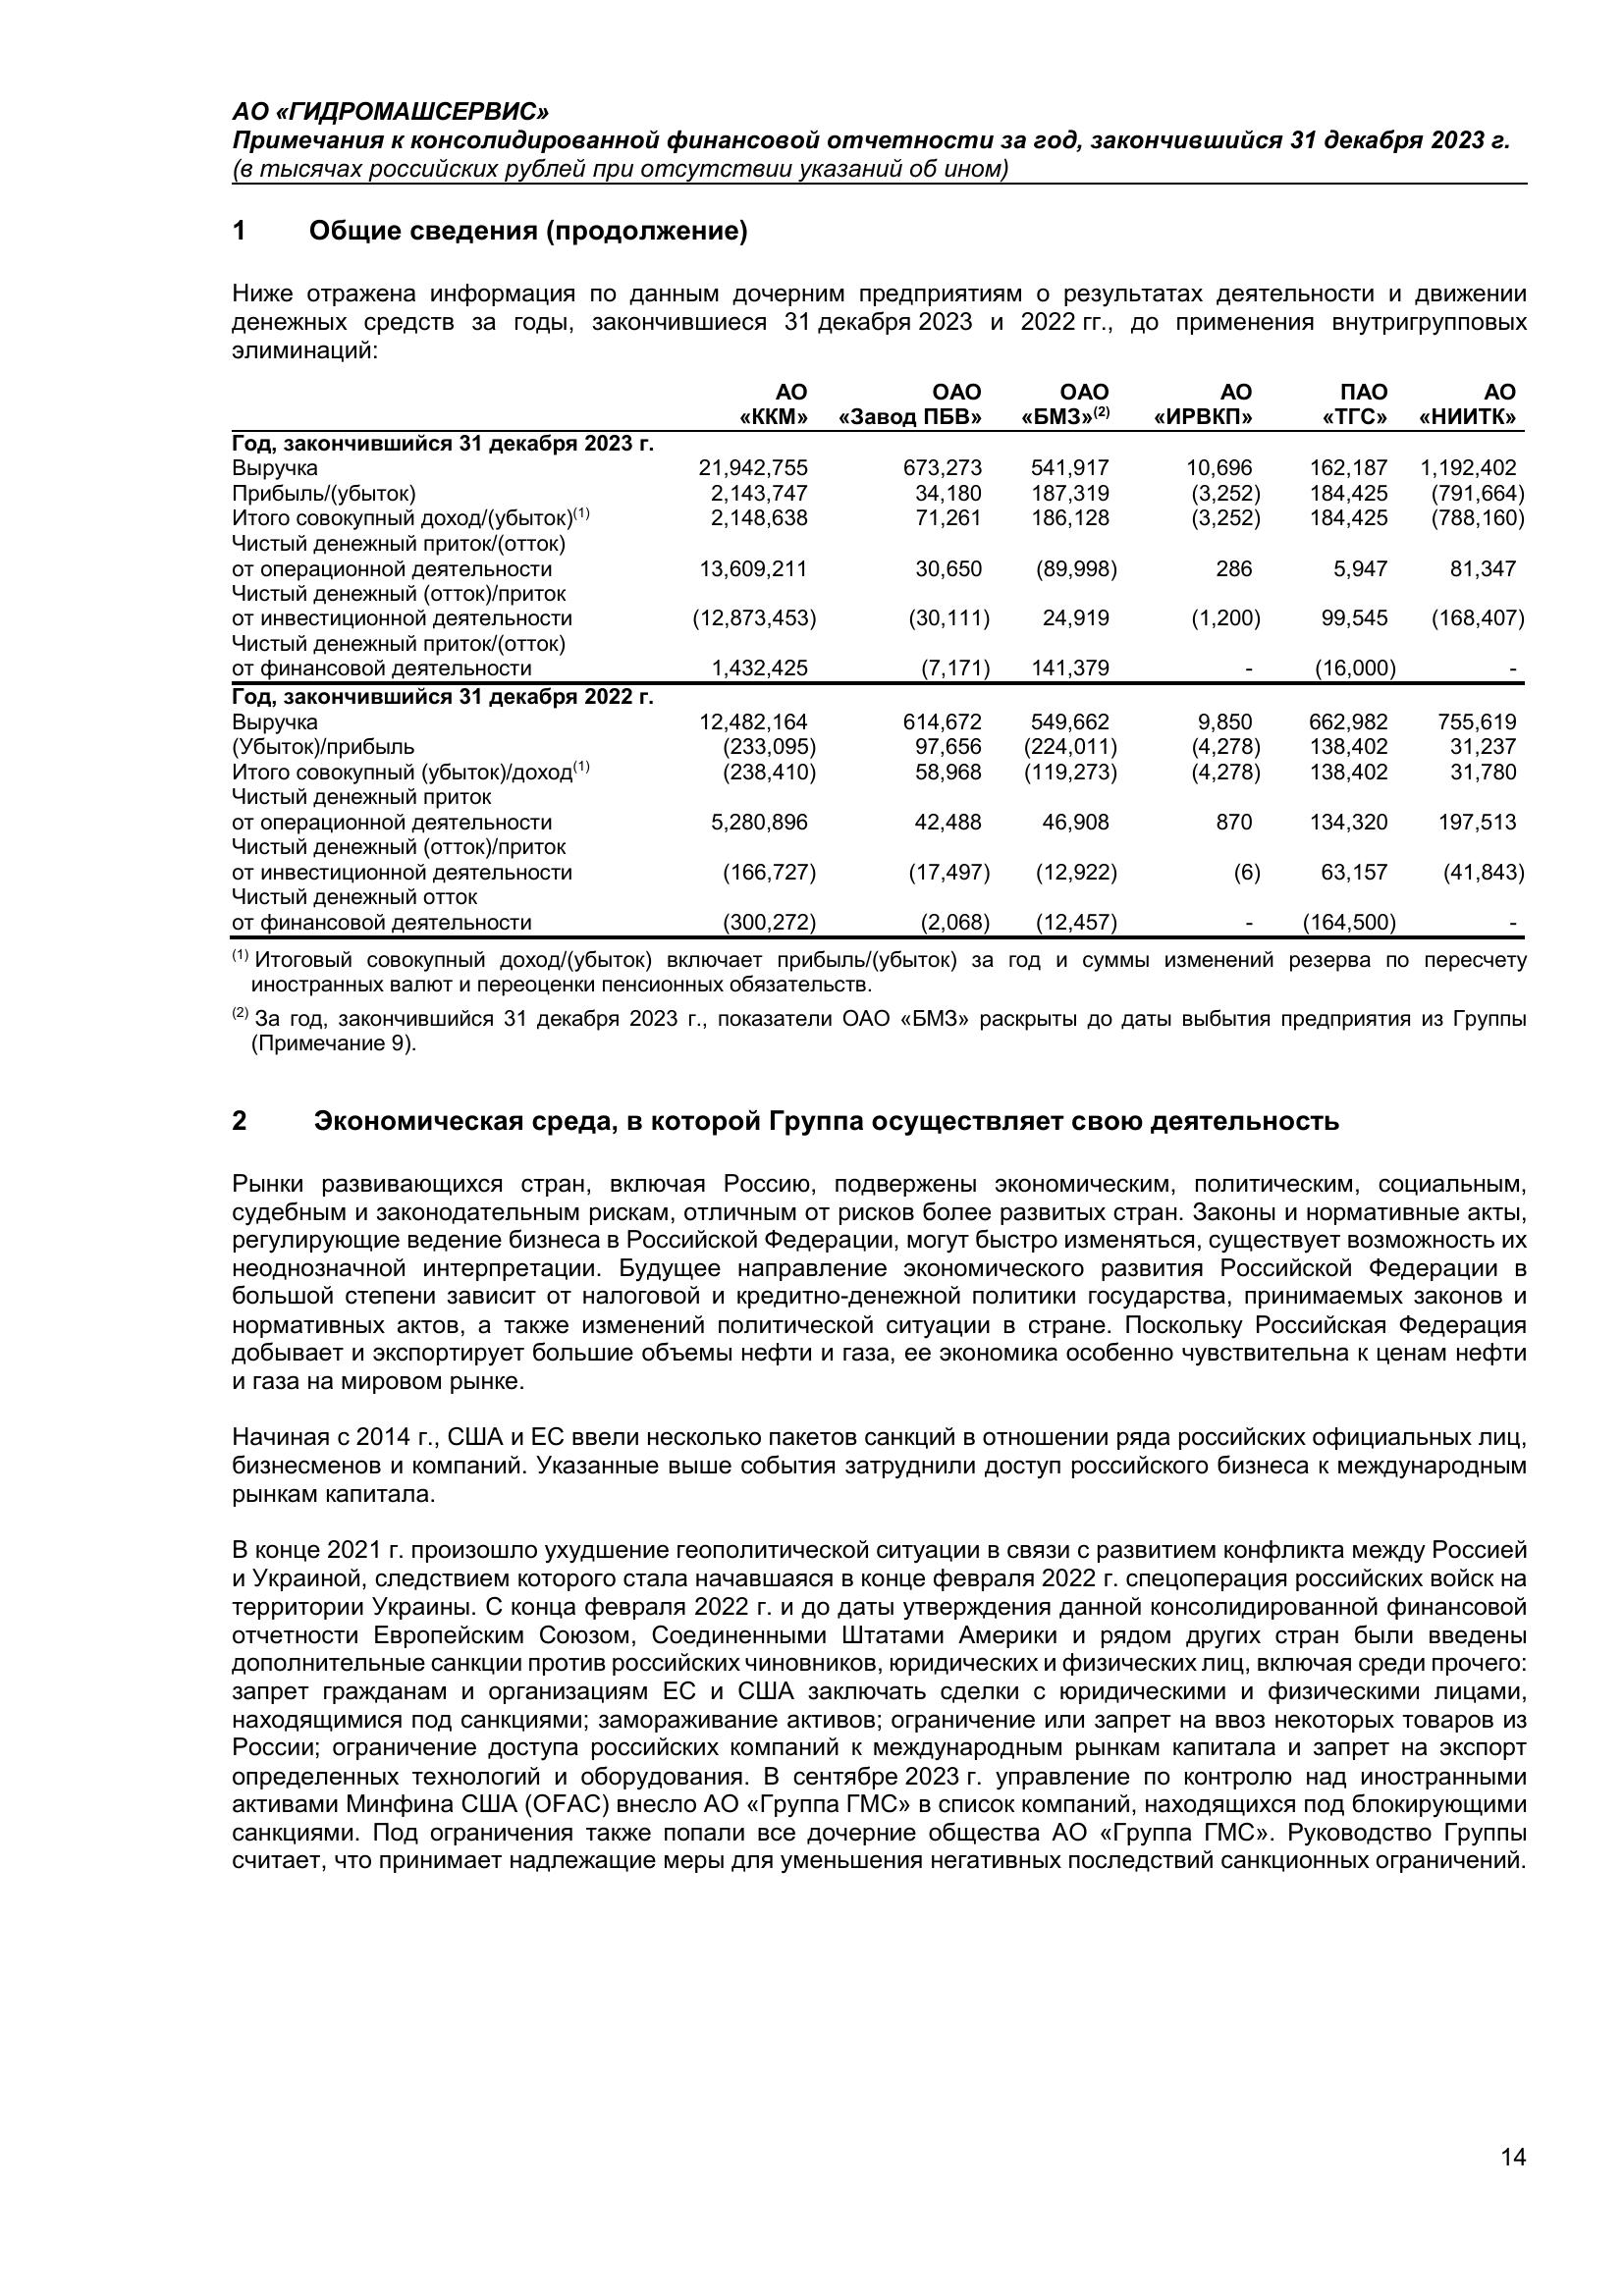 АО «ГИДРОМАШСЕРВИС»
Примечания к консолидированной финансовой отчетности за год, закончившийся 31 декабря 2023 г.
(в тысячах российских рублей при отсутствии указаний об ином)
1 Общие сведения (продолжение)
Ниже отражена информация по данным дочерним предприятиям о результатах деятельности и движении
денежных средств за годы, закончившиеся 31 декабря 2023 и 2022 гг., до применения внутригрупповых
элиминаций:
АО ОАО ОАО АО ПАО АО
«ККМ» «Завод ПБВ» «БМЗ»(2) «ИРВКП» «ТГС» «НИИТК»
Год, закончившийся 31 декабря 2023 г.
Выручка 21,942,755 673,273 541,917 10,696 162,187 1,192,402
Прибыль/(убыток) 2,143,747 34,180 187,319 (3,252) 184,425 (791,664)
Итого совокупный доход/(убыток)(1) 2,148,638 71,261 186,128 (3,252) 184,425 (788,160)
Чистый денежный приток/(отток)
от операционной деятельности 13,609,211 30,650 (89,998) 286 5,947 81,347
Чистый денежный (отток)/приток
от инвестиционной деятельности (12,873,453) (30,111) 24,919 (1,200) 99,545 (168,407)
Чистый денежный приток/(отток)
от финансовой деятельности 1,432,425 (7,171) 141,379 - (16,000) -
Год, закончившийся 31 декабря 2022 г.
Выручка 12,482,164 614,672 549,662 9,850 662,982 755,619
(Убыток)/прибыль (233,095) 97,656 (224,011) (4,278) 138,402 31,237
Итого совокупный (убыток)/доход(1) (238,410) 58,968 (119,273) (4,278) 138,402 31,780
Чистый денежный приток
от операционной деятельности 5,280,896 42,488 46,908 870 134,320 197,513
Чистый денежный (отток)/приток
от инвестиционной деятельности (166,727) (17,497) (12,922) (6) 63,157 (41,843)
Чистый денежный отток
от финансовой деятельности (300,272) (2,068) (12,457) - (164,500) -
(1) Итоговый совокупный доход/(убыток) включает прибыль/(убыток) за год и суммы изменений резерва по пересчету
иностранных валют и переоценки пенсионных обязательств.
(2) За год, закончившийся 31 декабря 2023 г., показатели ОАО «БМЗ» раскрыты до даты выбытия предприятия из Группы
(Примечание 9).
2 Экономическая среда, в которой Группа осуществляет свою деятельность
Рынки развивающихся стран, включая Россию, подвержены экономическим, политическим, социальным,
судебным и законодательным рискам, отличным от рисков более развитых стран. Законы и нормативные акты,
регулирующие ведение бизнеса в Российской Федерации, могут быстро изменяться, существует возможность их
неоднозначной интерпретации. Будущее направление экономического развития Российской Федерации в
большой степени зависит от налоговой и кредитно-денежной политики государства, принимаемых законов и
нормативных актов, а также изменений политической ситуации в стране. Поскольку Российская Федерация
добывает и экспортирует большие объемы нефти и газа, ее экономика особенно чувствительна к ценам нефти
и газа на мировом рынке.
Начиная с 2014 г., США и ЕС ввели несколько пакетов санкций в отношении ряда российских официальных лиц,
бизнесменов и компаний. Указанные выше события затруднили доступ российского бизнеса к международным
рынкам капитала.
В конце 2021 г. произошло ухудшение геополитической ситуации в связи с развитием конфликта между Россией
и Украиной, следствием которого стала начавшаяся в конце февраля 2022 г. спецоперация российских войск на
территории Украины. С конца февраля 2022 г. и до даты утверждения данной консолидированной финансовой
отчетности Европейским Союзом, Соединенными Штатами Америки и рядом других стран были введены
дополнительные санкции против российских чиновников, юридических и физических лиц, включая среди прочего:
запрет гражданам и организациям ЕС и США заключать сделки с юридическими и физическими лицами,
находящимися под санкциями; замораживание активов; ограничение или запрет на ввоз некоторых товаров из
России; ограничение доступа российских компаний к международным рынкам капитала и запрет на экспорт
определенных технологий и оборудования. В сентябре 2023 г. управление по контролю над иностранными
активами Минфина США (OFAC) внесло АО «Группа ГМС» в список компаний, находящихся под блокирующими
санкциями. Под ограничения также попали все дочерние общества АО «Группа ГМС». Руководство Группы
считает, что принимает надлежащие меры для уменьшения негативных последствий санкционных ограничений.
14